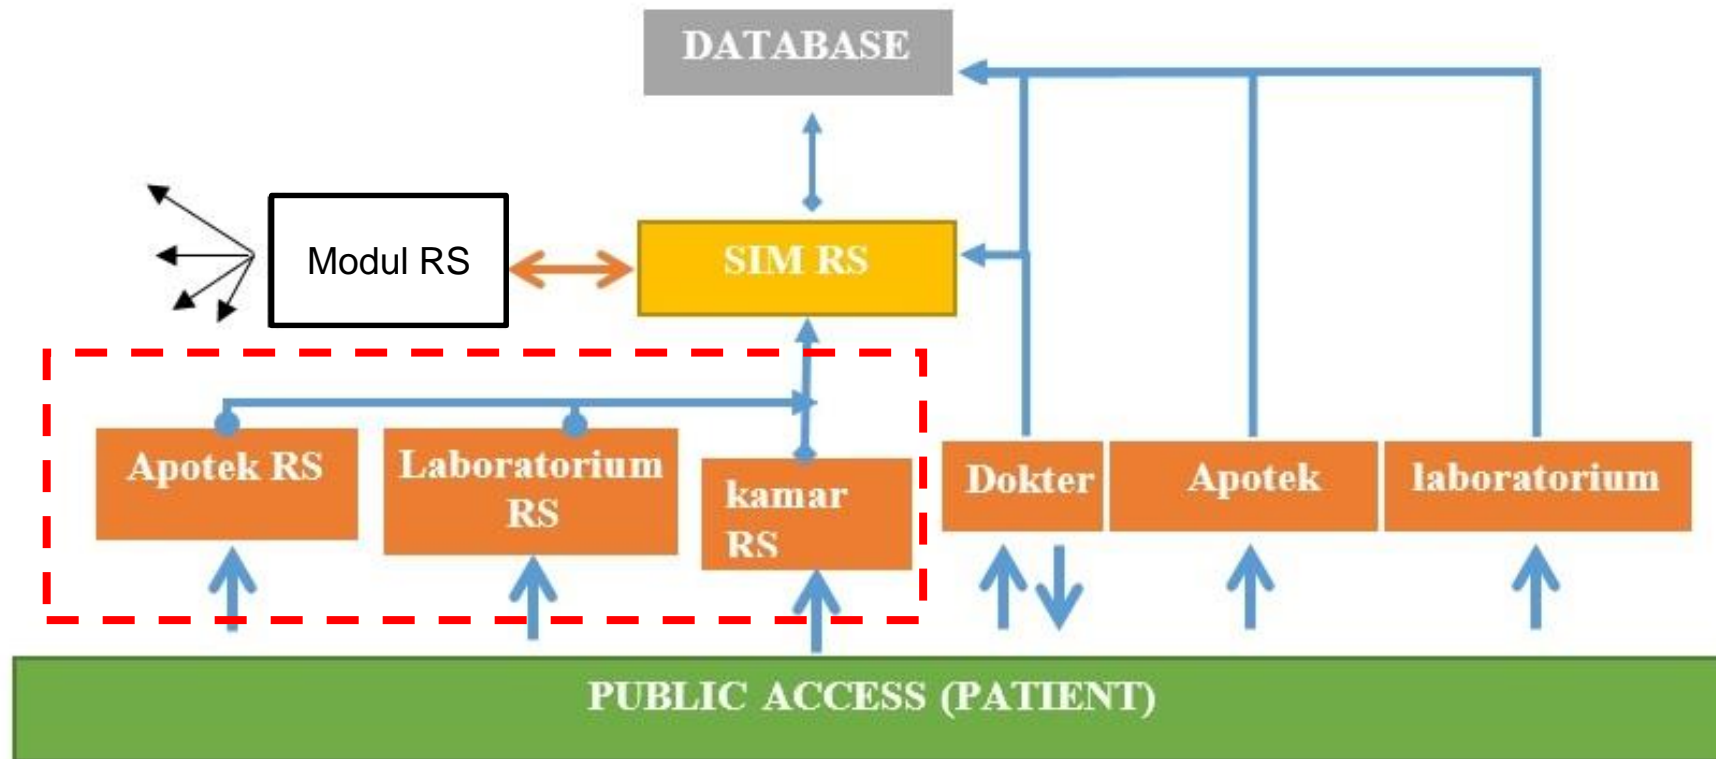 DATABASE
Modul RS
SIM RS
Apotek RS
Laboratorium
RS
kamar
RS
Dokter
Apotek
laboratorium
PUBLIC ACCESS (PATIENT)